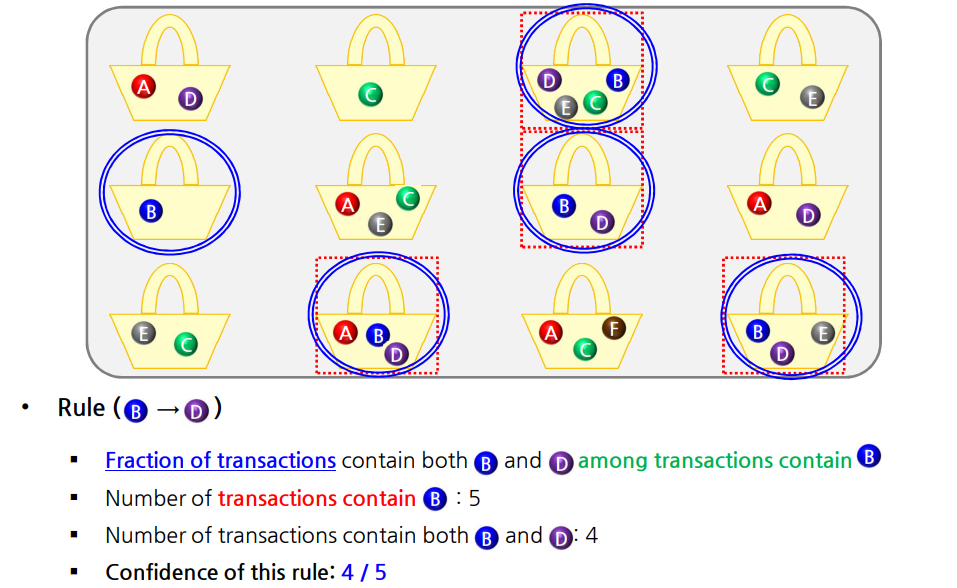 A D C D B E C C E
B A C E B D A D
E C A B D A F C B E D
• Rule (B → D)
▪ Fraction of transactions contain both B and D among transactions contain B
▪ Number of transactions contain B : 5
▪ Number of transactions contain both B and D: 4
▪ Confidence of this rule: 4 / 5